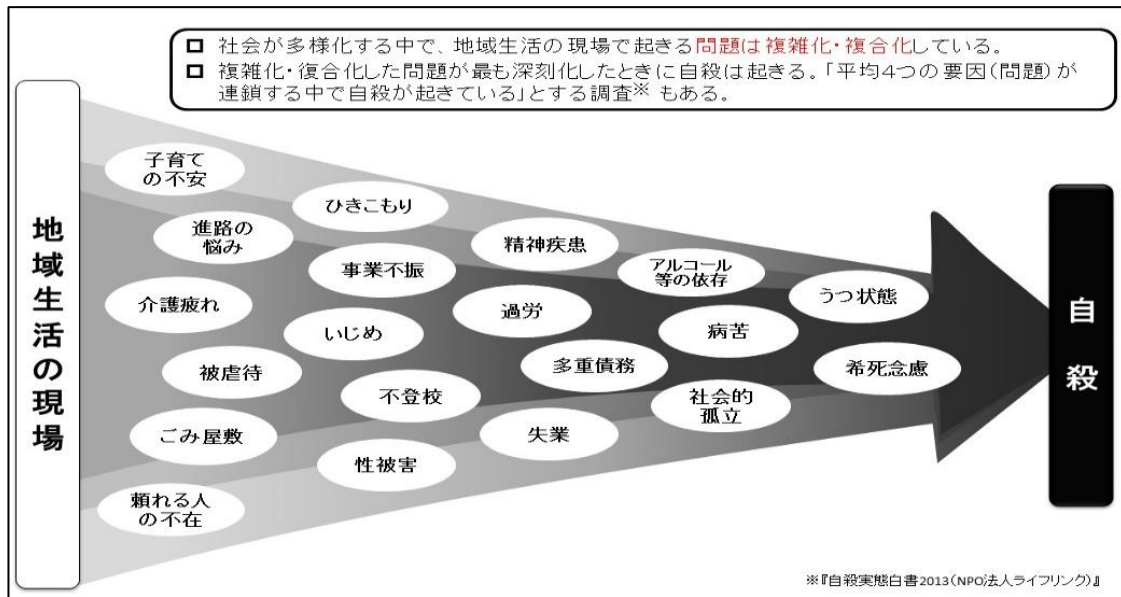 □ 社会が多様化する中で、地域生活の現場で起きる問題は複雑化・複合化している。
□ 複雑化・復合化した問題が最も深刻化したときに自殺は起きる。「平均4つの要因(問題)が
連鎖する中で自殺が起きている」とする調査※ もある。
地域生活の現場
子育て
の不安
進路の
悩み
介護疲れ
被虐待
ごみ屋敷
頼れる人
の不在
ひきこもり
事業不振
いじめ
不登校
性被害
精神疾患
過労
多重債務
失業
アルコール
等の依存
病苦
社会的
孤立
うつ状態
希死念慮
自殺
※『自殺実態白書2013(NPO法人ライフリンク)』